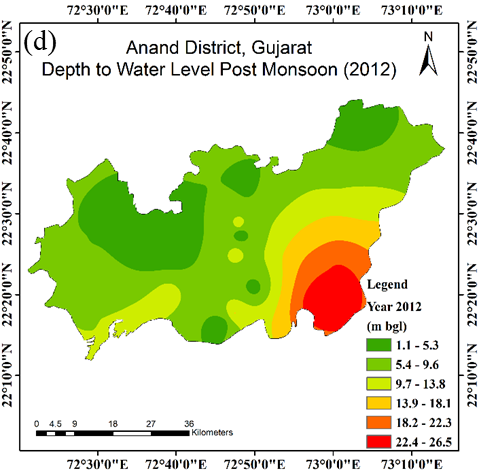 (d)
72°30'0"E 72°40'0"E 72°50'0"E 73°0'0"E 73°10'0"E
Anand District, Gujarat
Depth to Water Level Post Monsoon (2012)
N
22°50'0"N 22°50'0"N
22°40'0"N 22°40'0"N
22°30'0"N 22°30'0"N
22°20'0"N 22°20'0"N
22°10'0"N 22°10'0"N
Legend
Year 2012
(m bgl)
1.1 - 5.3
5.4 - 9.6
9.7 - 13.8
13.9 - 18.1
18.2 - 22.3
22.4 - 26.5
0 4.5 9 18 27 36
Kilometers
72°30'0"E 72°40'0"E 72°50'0"E 73°0'0"E 73°10'0"E